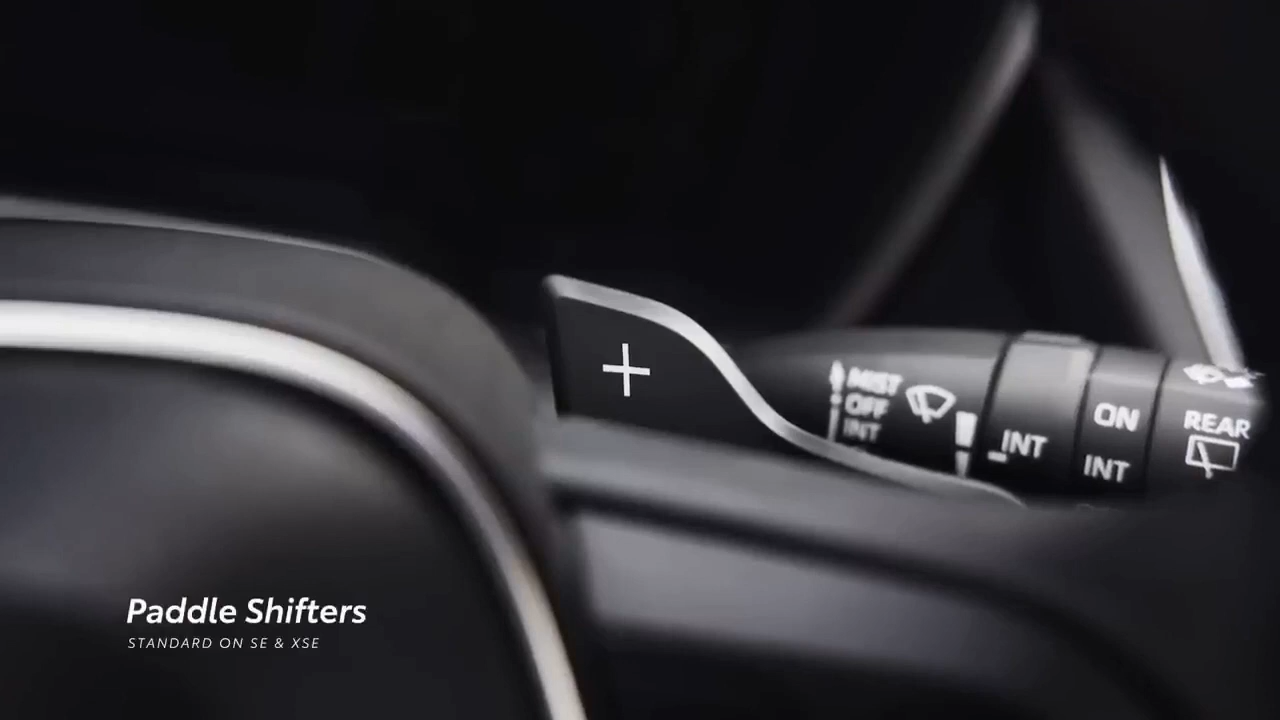 +
MIST
OFF
INT
INT
ON
INT
REAR
Paddle Shifters
STANDARD ON SE & XSE